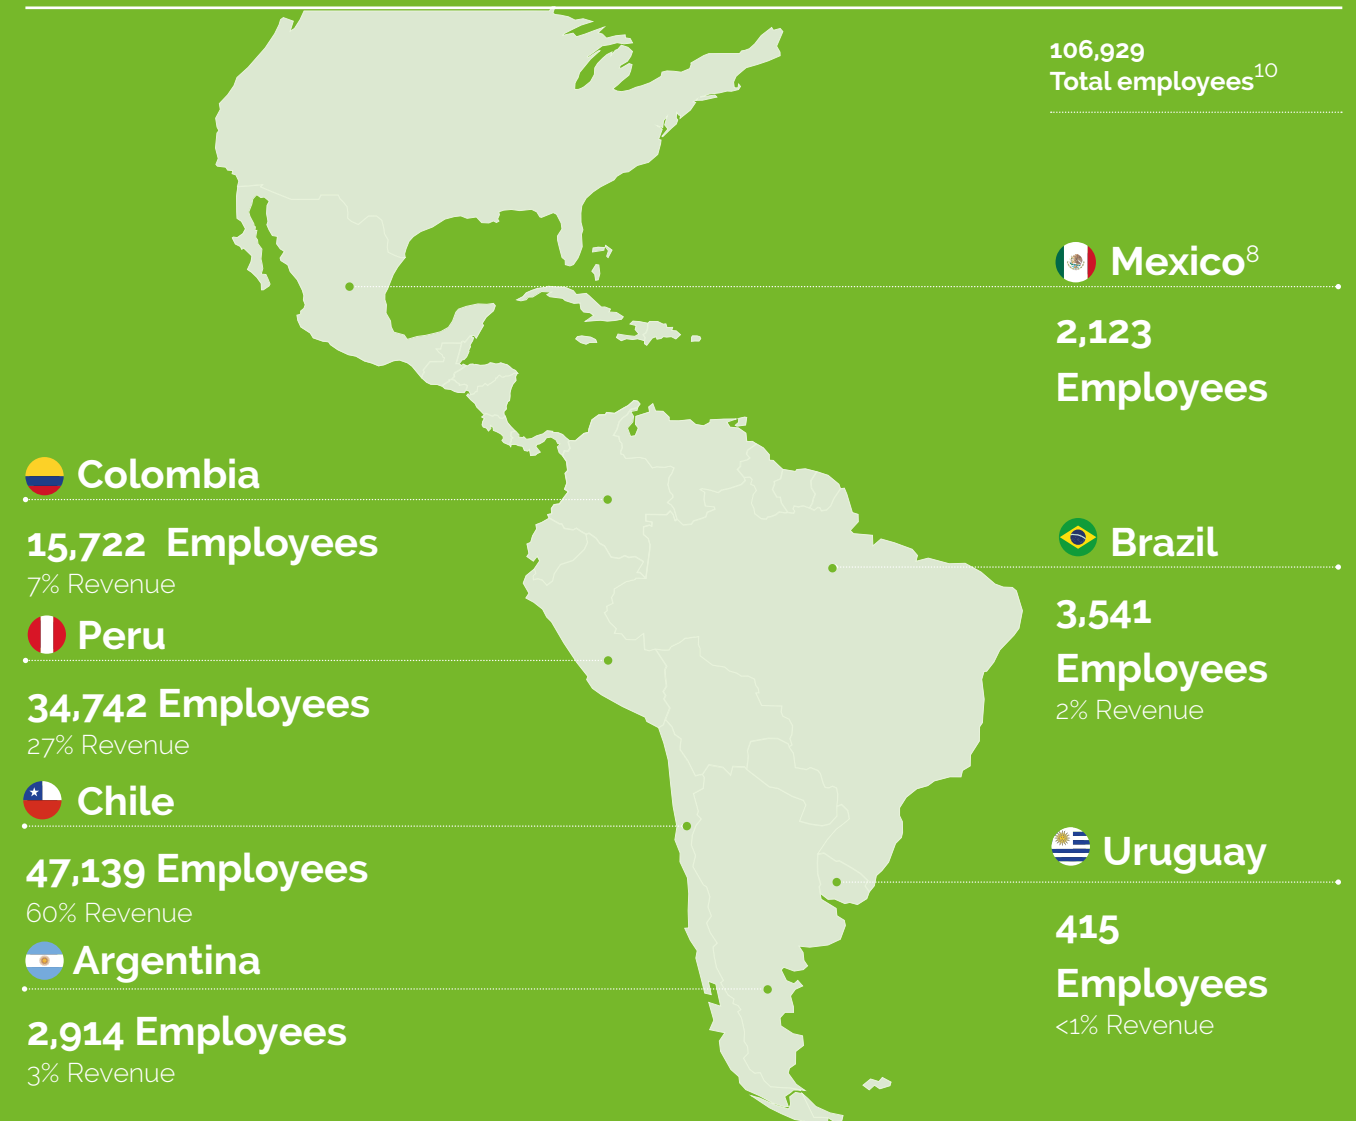 106,929
Total employees10
Mexico8
2,123
Employees
Colombia
15,722 Employees
7% Revenue
Peru
34,742 Employees
27% Revenue
Chile
47,139 Employees
60% Revenue
Argentina
2,914 Employees
3% Revenue
Brazil
3,541
Employees
2% Revenue
Uruguay
415
Employees
<1% Revenue